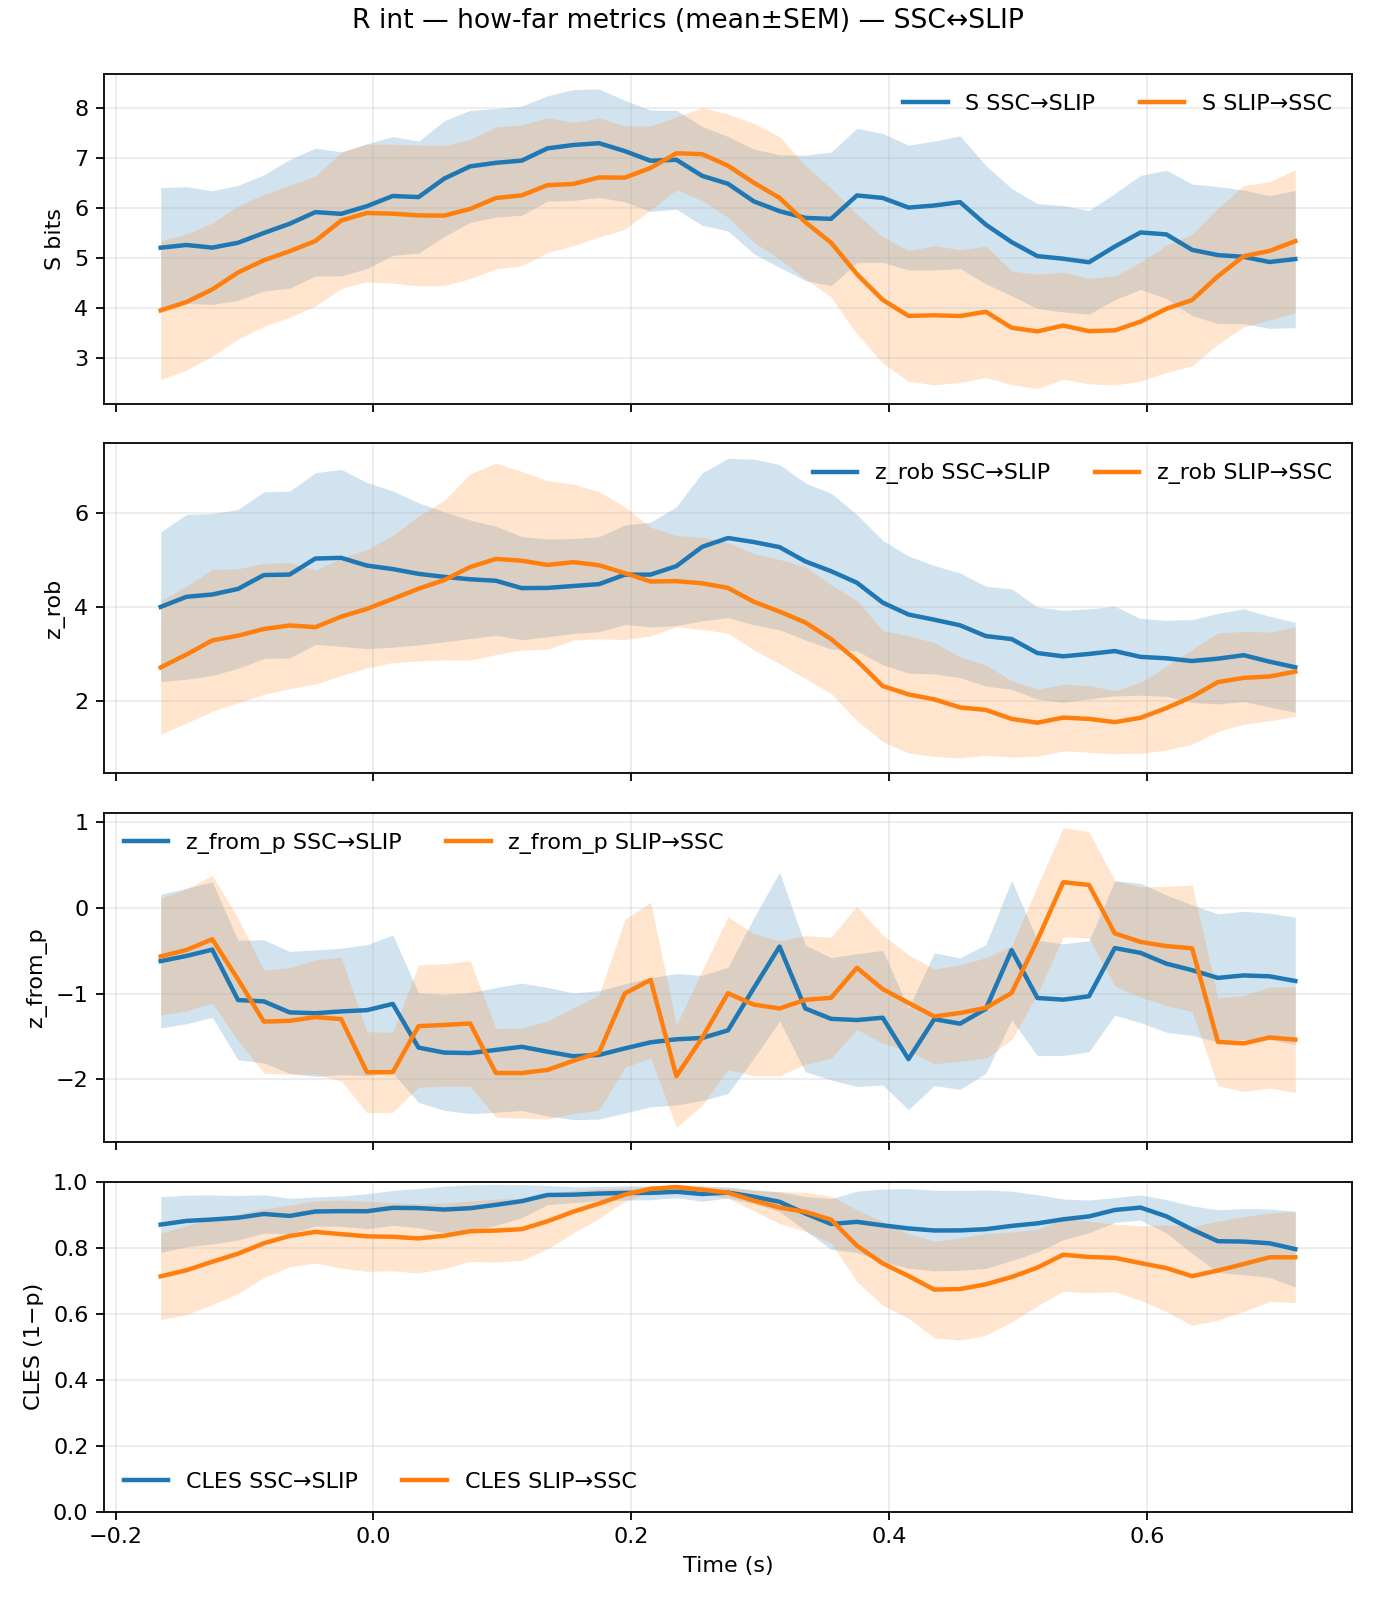 R int — how-far metrics (mean±SEM) — SSC↔SLIP
S SSC→SLIP
S SLIP→SSC
8
7
6
5
4
3
S bits
z_rob SSC→SLIP
z_rob SLIP→SSC
6
4
2
z_rob
z_from_p SSC→SLIP
z_from_p SLIP→SSC
1
0
−1
−2
z_from_p
1.0
0.8
0.6
0.4
0.2
0.0
CLES (1−p)
CLES SSC→SLIP
CLES SLIP→SSC
−0.2
0.0
0.2
0.4
0.6
Time (s)